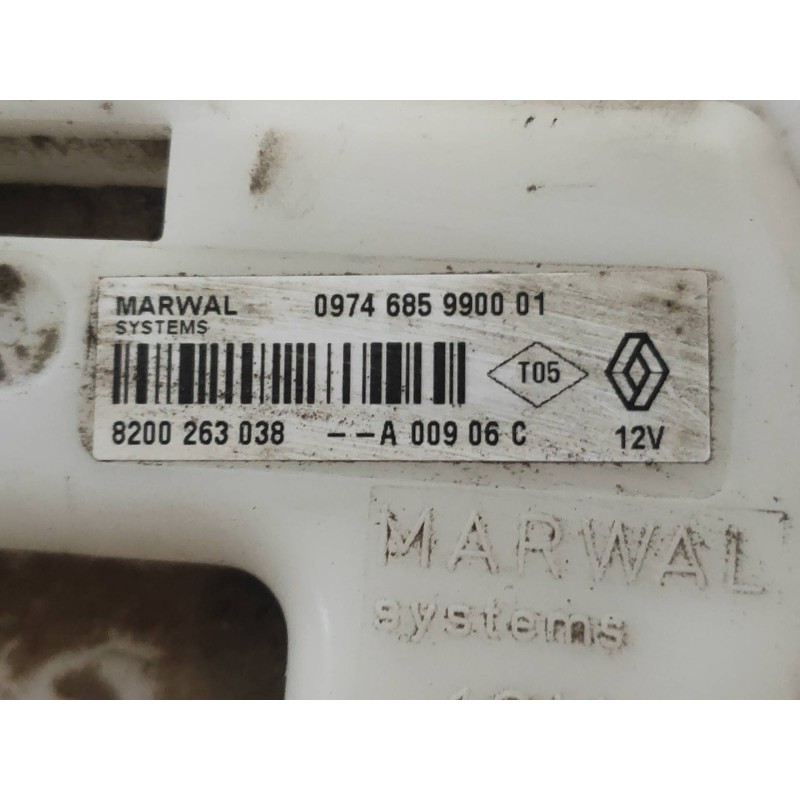 MARWAL 0974 685 9900 01
SYSTEMS
T05
8200 263 038 --A 009 06 C 12V
MARWAL
systems